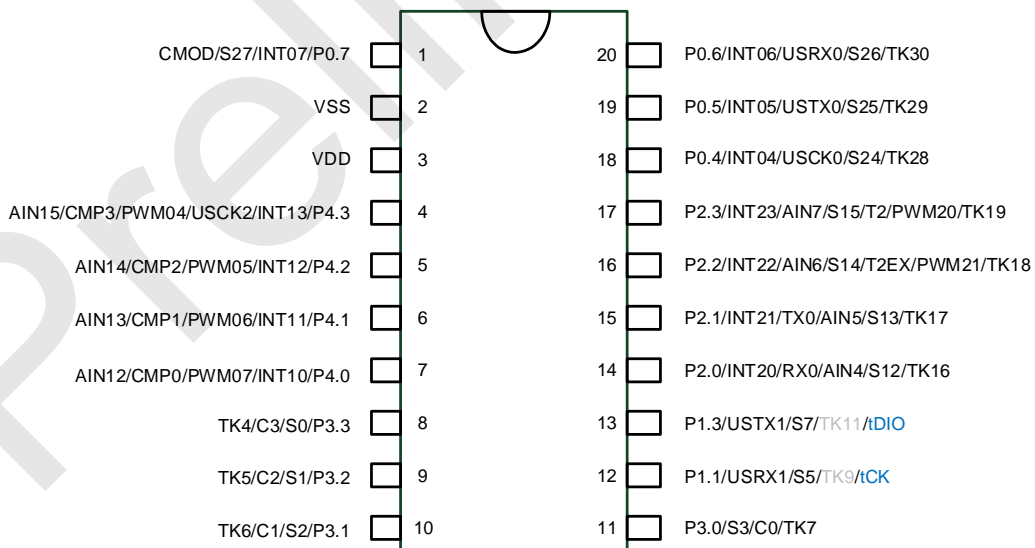 CMOD/S27/INT07/P0.7 1 20 P0.6/INT06/USRX0/S26/TK30
VSS 2 19 P0.5/INT05/USTX0/S25/TK29
VDD 3 18 P0.4/INT04/USCK0/S24/TK28
AIN15/CMP3/PWM04/USCK2/INT13/P4.3 4 17 P2.3/INT23/AIN7/S15/T2/PWM20/TK19
AIN14/CMP2/PWM05/INT12/P4.2 5 16 P2.2/INT22/AIN6/S14/T2EX/PWM21/TK18
AIN13/CMP1/PWM06/INT11/P4.1 6 15 P2.1/INT21/TX0/AIN5/S13/TK17
AIN12/CMP0/PWM07/INT10/P4.0 7 14 P2.0/INT20/RX0/AIN4/S12/TK16
TK4/C3/S0/P3.3 8 13 P1.3/USTX1/S7/TK11/tDIO
TK5/C2/S1/P3.2 9 12 P1.1/USRX1/S5/TK9/tCK
TK6/C1/S2/P3.1 10 11 P3.0/S3/C0/TK7